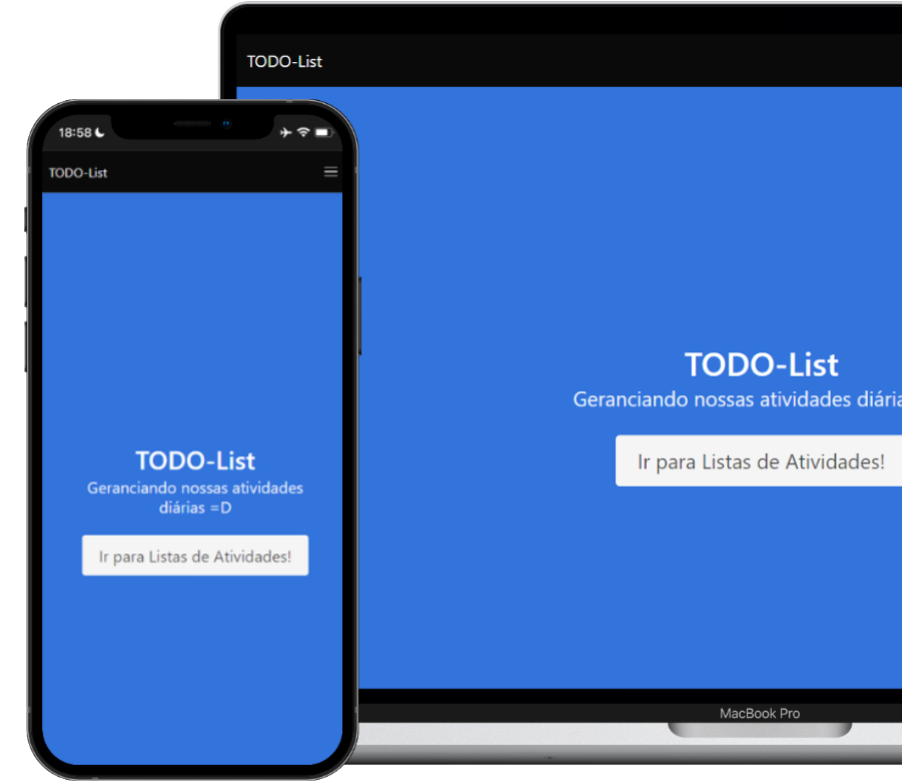 TODO-List
18:58
TODO-List
TODO-List
Geranciando nossas atividades
diárias =D
Ir para Listas de Atividades!
TODO-List
Geranciando nossas atividades diária
Ir para Listas de Atividades!
MacBook Pro